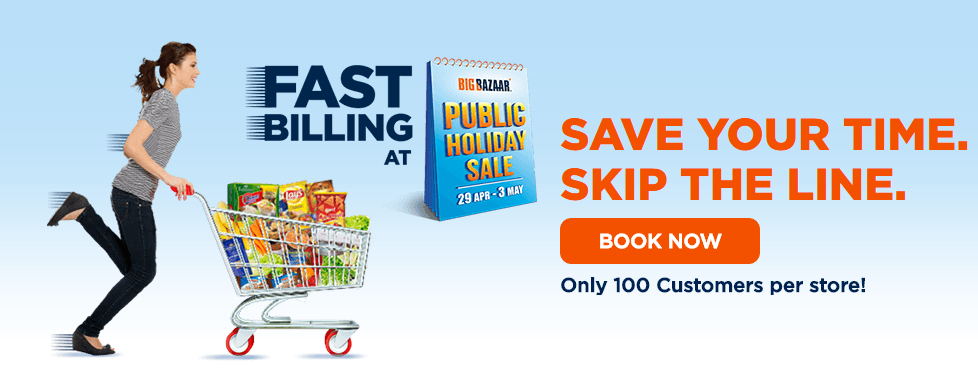 FAST
BILLING
AT
BIG BAZAAR
PUBLIC
HOLIDAY
SALE
29 APR - 3 MAY
Lay's
SAVE YOUR TIME.
SKIP THE LINE.
BOOK NOW
Only 100 Customers per store!